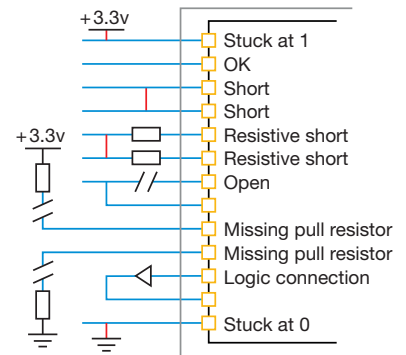 +3.3v
Stuck at 1
OK
Short
Short
+3.3v
Resistive short
Resistive short
Open
Missing pull resistor
Missing pull resistor
Logic connection
Stuck at 0